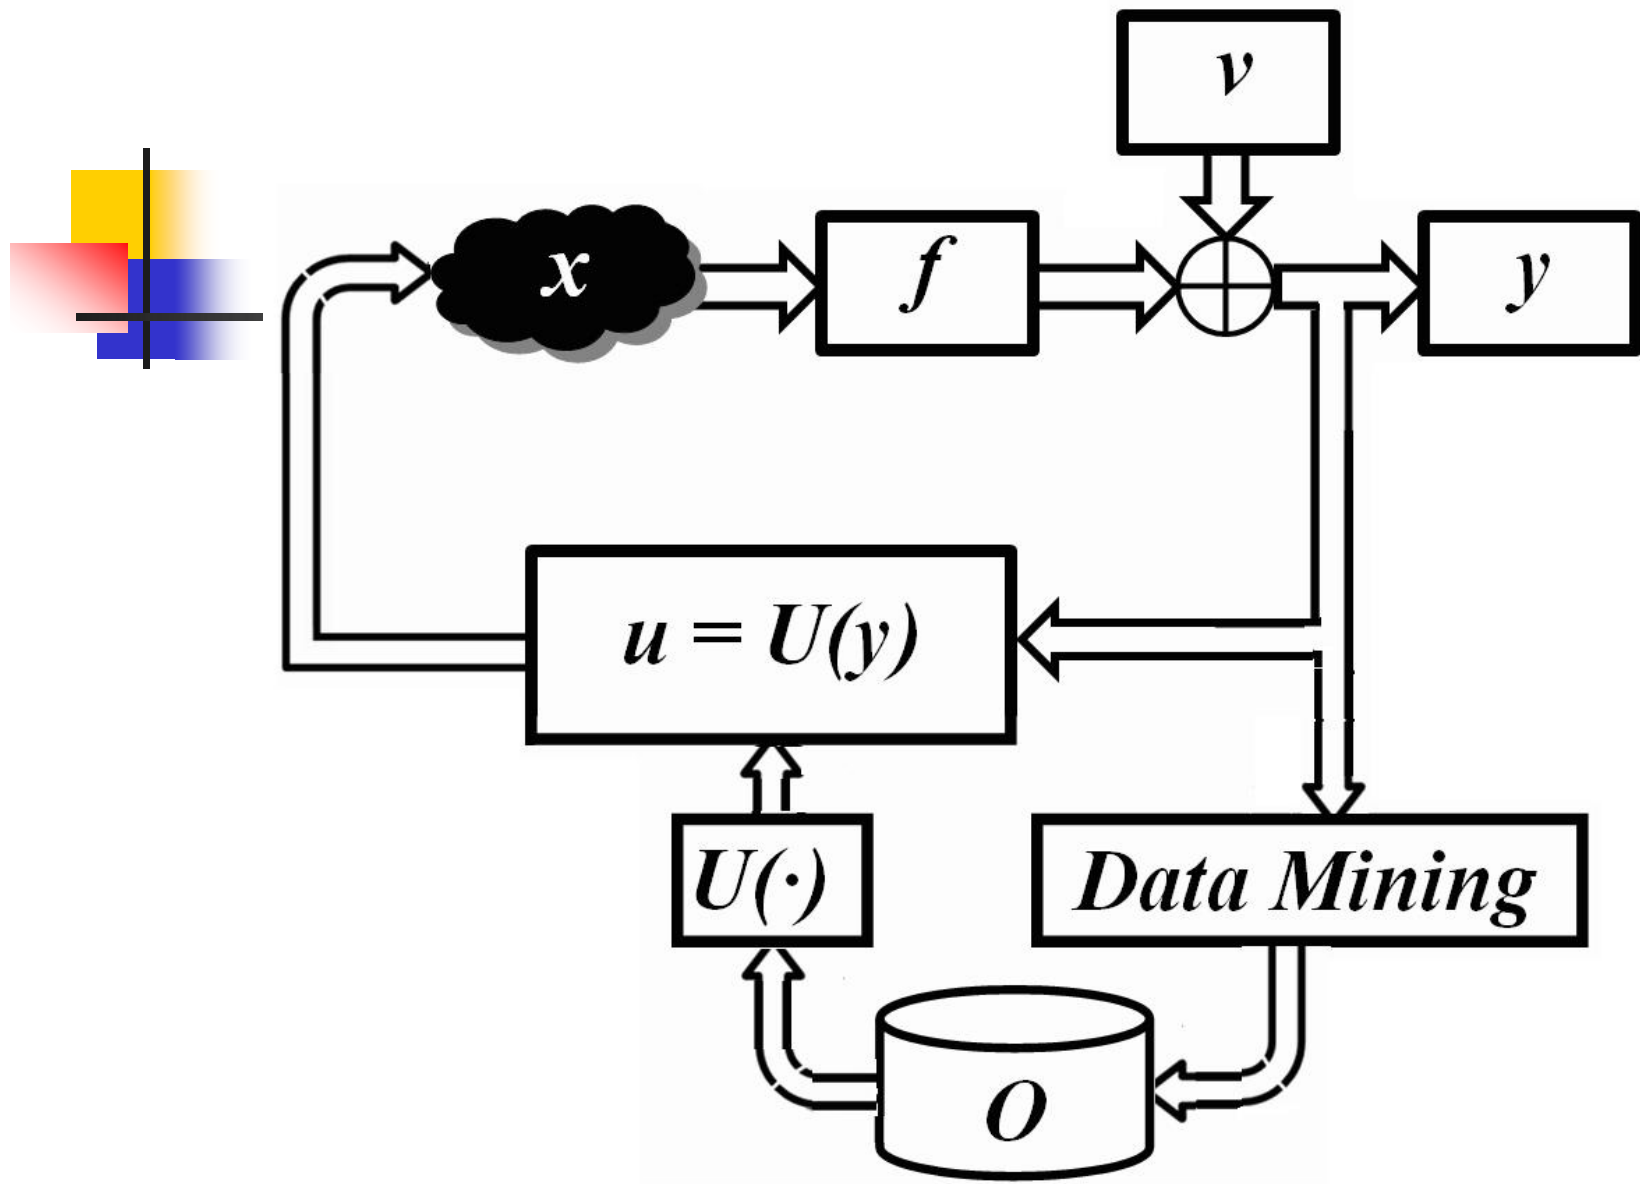 v
x
f
y
u = U(y)
U(·)
Data Mining
O